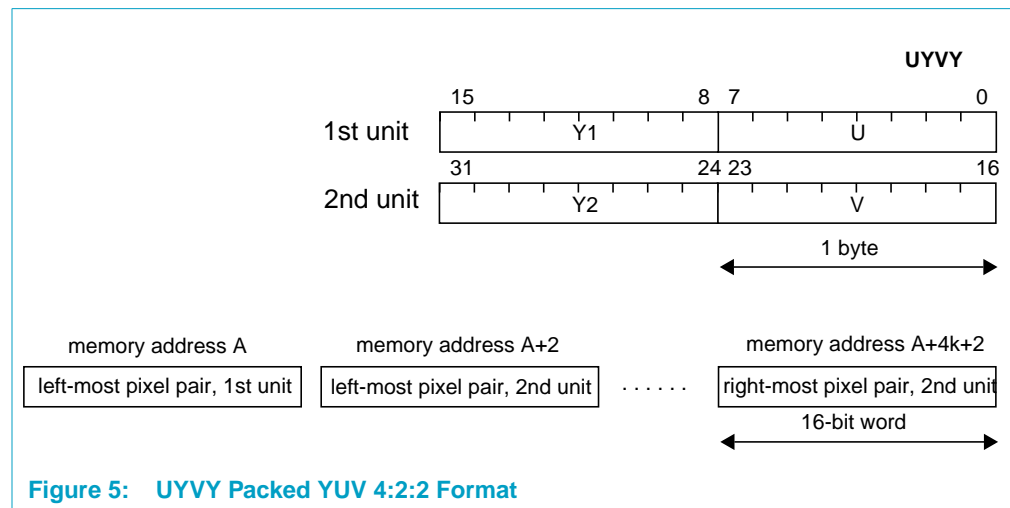 UYVY
15 8 7 0
1st unit Y1 U
31 24 23 16
2nd unit Y2 V
1 byte
memory address A memory address A+2 memory address A+4k+2
left-most pixel pair, 1st unit left-most pixel pair, 2nd unit . . . . . . right-most pixel pair, 2nd unit
16-bit word
Figure 5: UYVY Packed YUV 4:2:2 Format